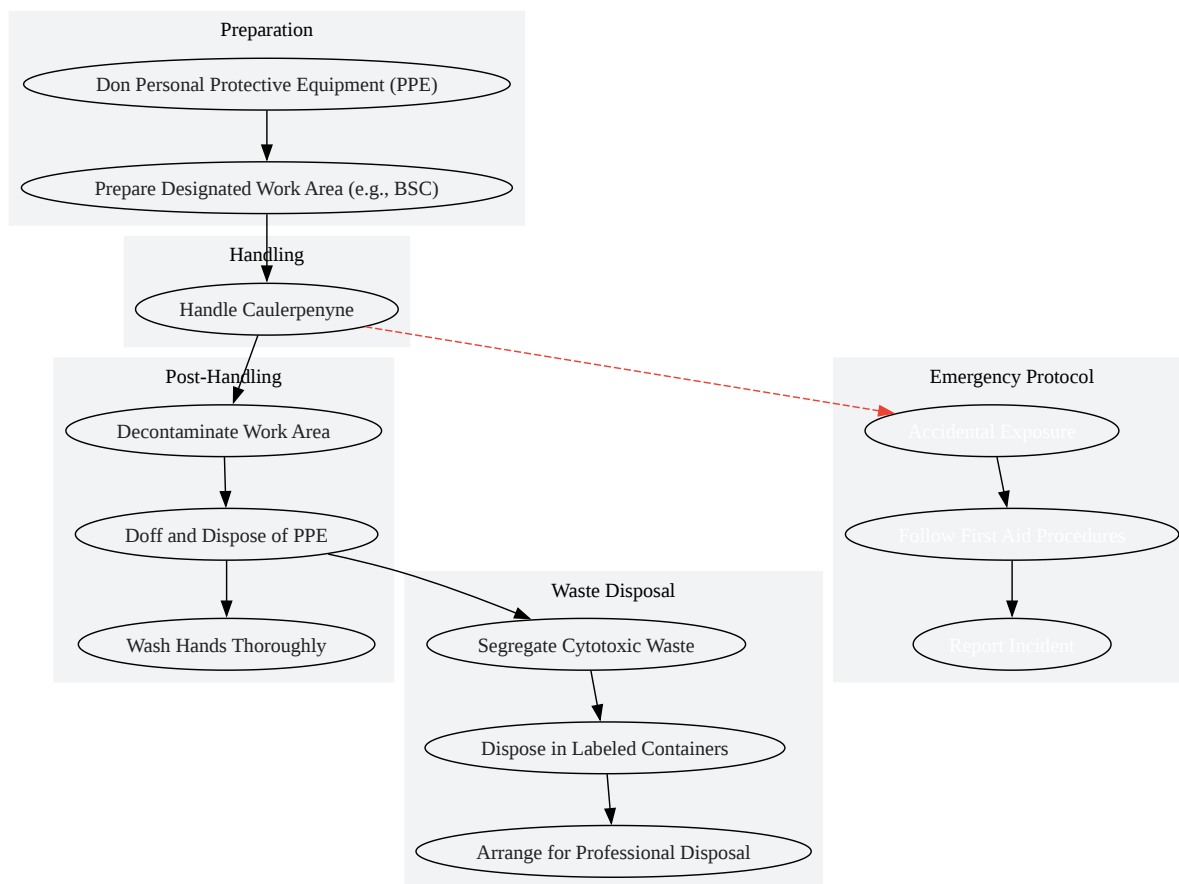 Preparation
Don Personal Protective Equipment (PPE)
Prepare Designated Work Area (e.g., BSC)
Handling
Handle Caulerpenyne
Post-Handling
Decontaminate Work Area
Doff and Dispose of PPE
Wash Hands Thoroughly
Waste Disposal
Segregate Cytotoxic Waste
Dispose in Labeled Containers
Arrange for Professional Disposal
Emergency Protocol
Accidental Exposure
Follow First Aid Procedures
Report Incident